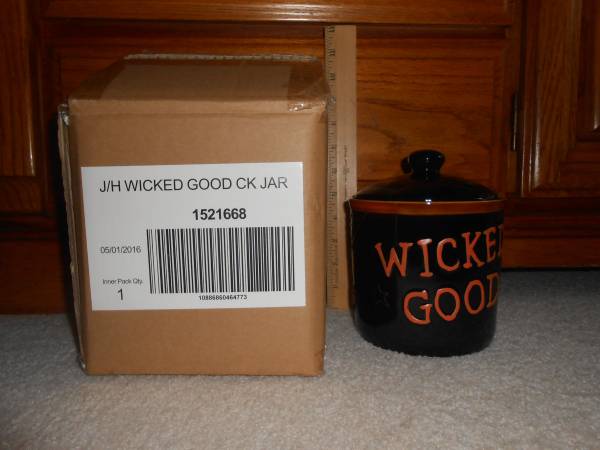 J/H WICKED GOOD CK JAR
1521668
05/01/2016
Inner Pack Qty.
1
10886860464773
WICKED
GOOD